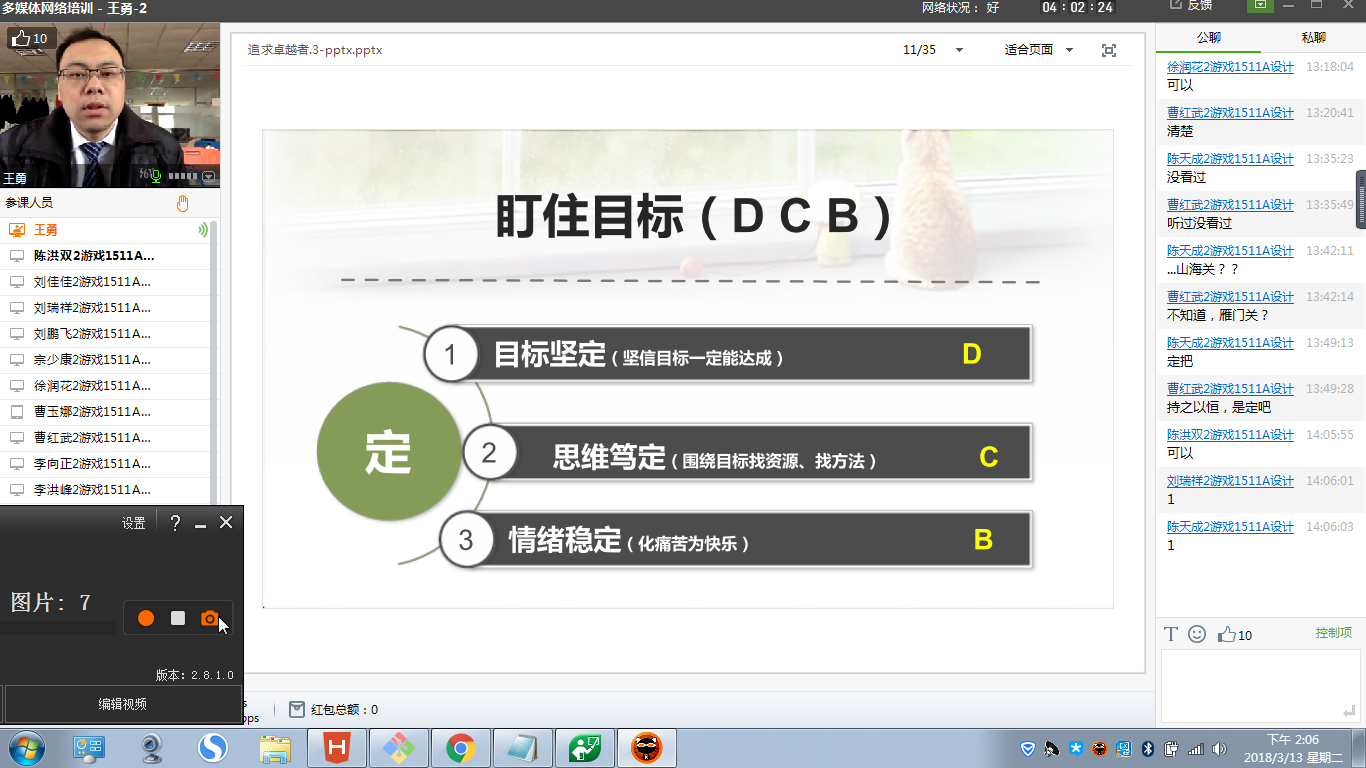 多媒体网络培训 - 王勇-2
网络状况： 好
04:02:24
反馈
10
王勇
参课人员
王勇
陈洪双2游戏1511A...
刘佳佳2游戏1511A...
刘瑞祥2游戏1511A...
刘鹏飞2游戏1511A...
宗少康2游戏1511A...
徐润花2游戏1511A...
曹玉娜2游戏1511A...
曹红武2游戏1511A...
李向正2游戏1511A...
李洪峰2游戏1511A...
设置
?
图片: 7
版本: 2.8.1.0
编辑视频
追求卓越者.3-pptx.pptx
11/35
适合页面
盯住目标（D C B）
定
1
目标坚定（坚信目标一定能达成）
D
2
思维笃定（围绕目标找资源、找方法）
C
3
情绪稳定（化痛苦为快乐）
B
红包总额：0
公聊
私聊
徐润花2游戏1511A设计 13:18:04
可以
曹红武2游戏1511A设计 13:20:41
清楚
陈天成2游戏1511A设计 13:35:23
没看过
曹红武2游戏1511A设计 13:35:49
听过没看过
陈天成2游戏1511A设计 13:42:11
...山海关？？
曹红武2游戏1511A设计 13:42:14
不知道，雁门关？
陈天成2游戏1511A设计 13:49:13
定把
曹红武2游戏1511A设计 13:49:28
持之以恒，是定吧
陈洪双2游戏1511A设计 14:05:55
可以
刘瑞祥2游戏1511A设计 14:06:01
1
陈天成2游戏1511A设计 14:06:03
1
10
控制项
下午 2:06
2018/3/13 星期二